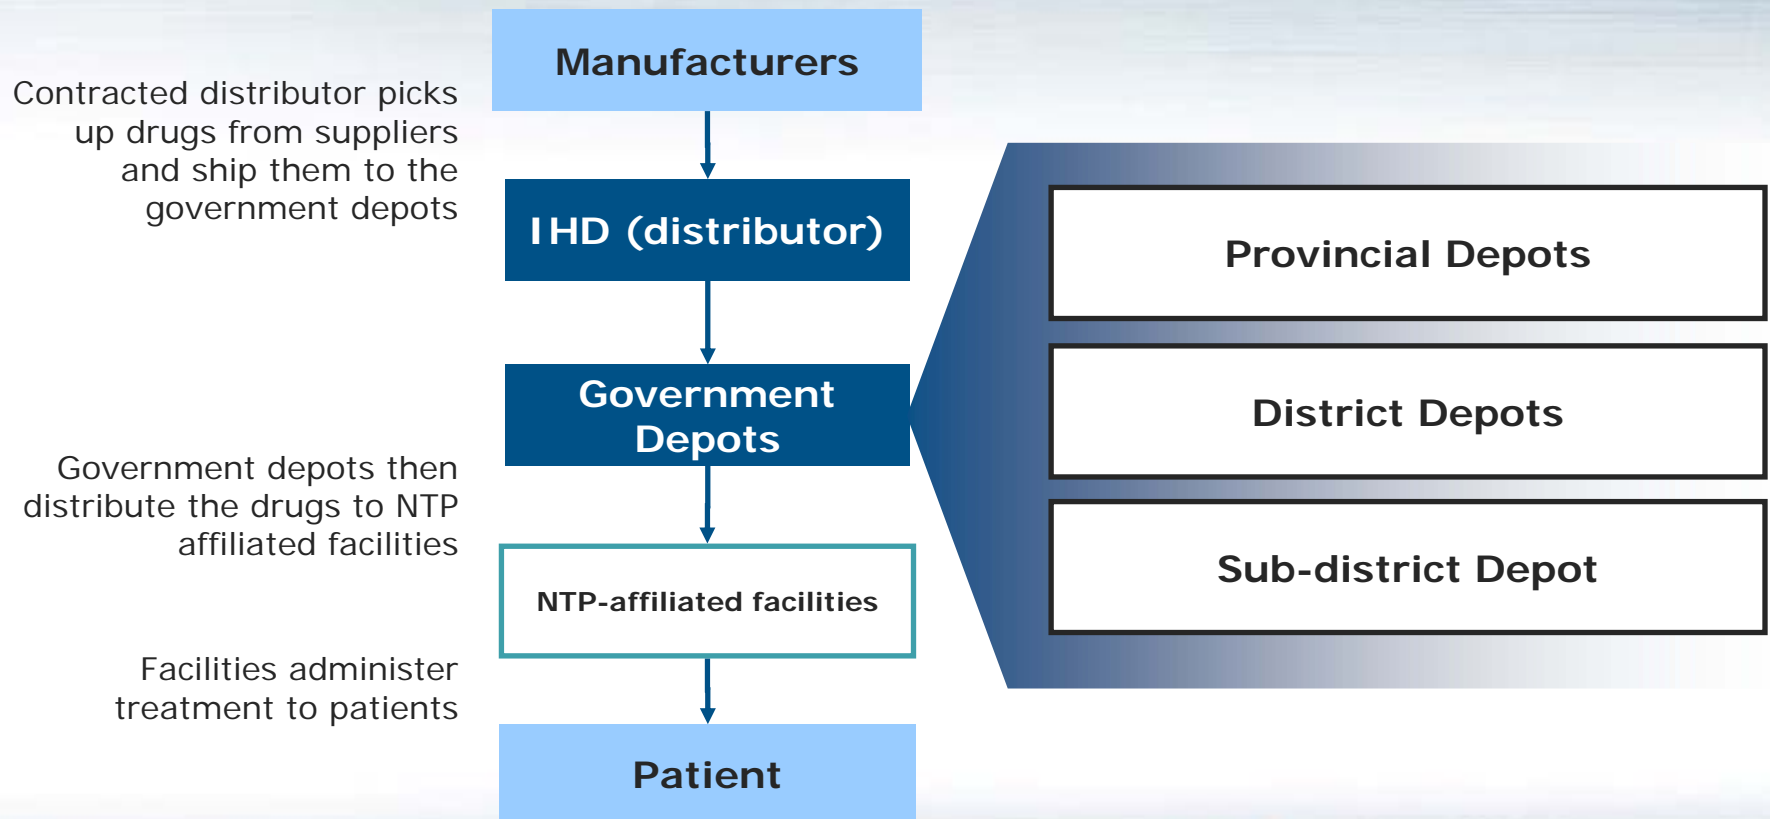 Manufacturers
Contracted distributor picks
up drugs from suppliers
and ship them to the
government depots
IHD (distributor)
Government
Depots
Government depots then
distribute the drugs to NTP
affiliated facilities
NTP-affiliated facilities
Facilities administer
treatment to patients
Patient
Provincial Depots
District Depots
Sub-district Depot